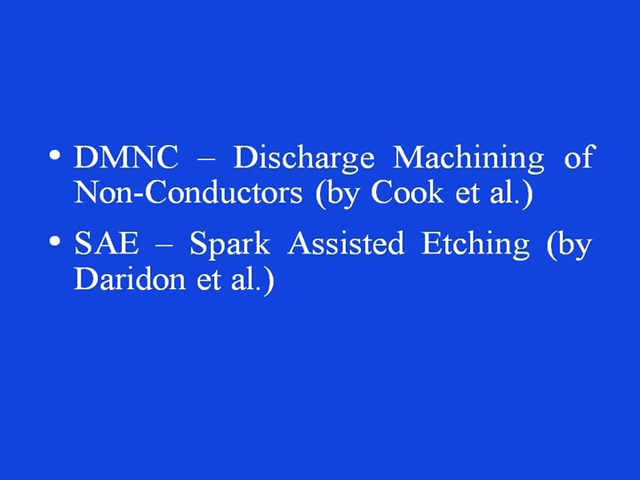 • DMNC – Discharge Machining of
Non-Conductors (by Cook et al.)
• SAE – Spark Assisted Etching (by
Daridon et al.)